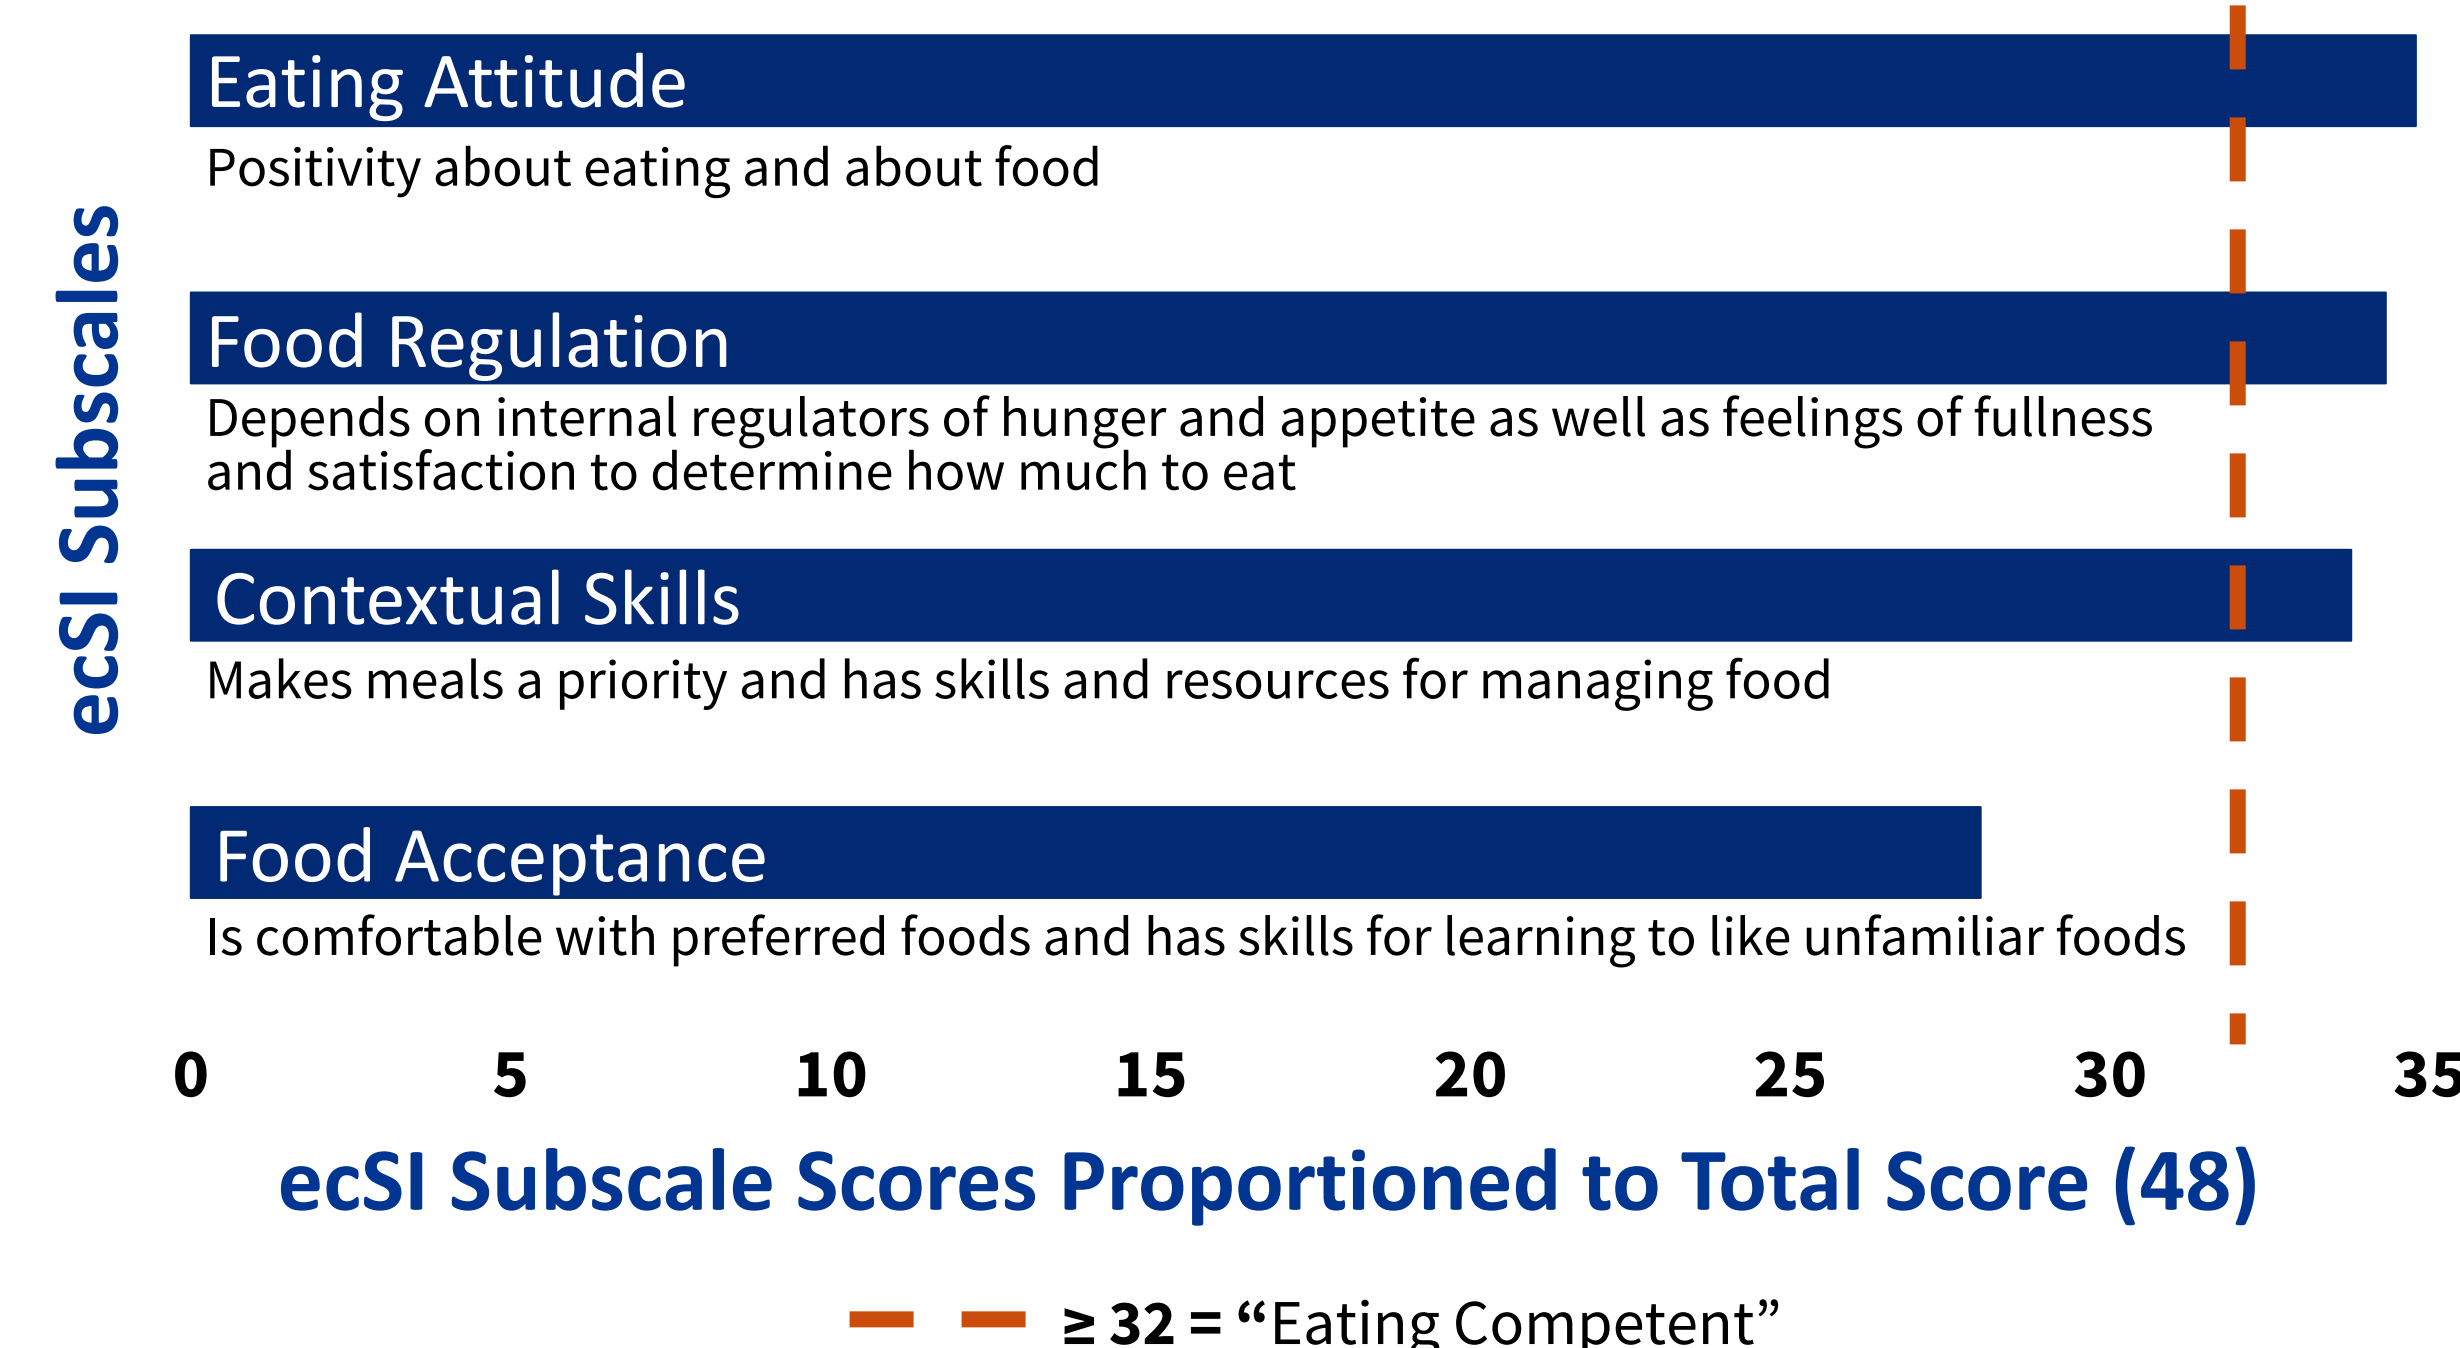 Eating Attitude
Positivity about eating and about food
Food Regulation
Depends on internal regulators of hunger and appetite as well as feelings of fullness
and satisfaction to determine how much to eat
Contextual Skills
Makes meals a priority and has skills and resources for managing food
Food Acceptance
Is comfortable with preferred foods and has skills for learning to like unfamiliar foods
ecSI Subscales
0 5 10 15 20 25 30 35
ecSI Subscale Scores Proportioned to Total Score (48)
≥ 32 = “Eating Competent”